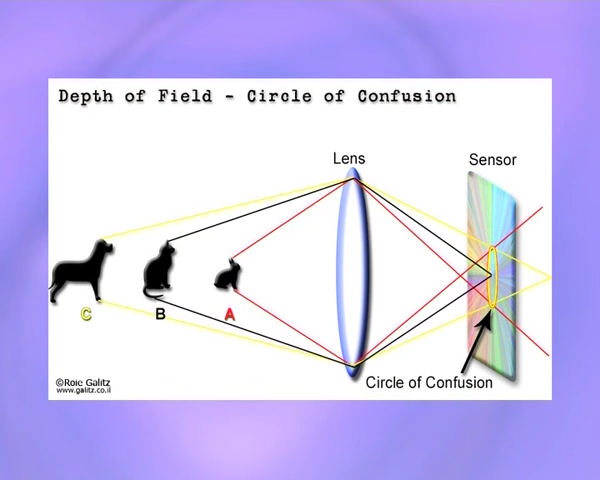 Depth of Field - Circle of Confusion
Lens
Sensor
C
B
A
Circle of Confusion
©Roie Galitz
www.galitz.co.il